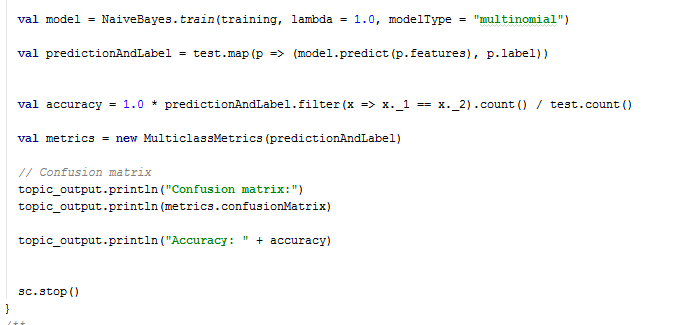 val model = NaiveBayes.train(training, lambda = 1.0, modelType = "multinomial")
val predictionAndLabel = test.map(p => (model.predict(p.features), p.label))
val accuracy = 1.0 * predictionAndLabel.filter(x => x._1 == x._2).count() / test.count()
val metrics = new MulticlassMetrics(predictionAndLabel)
// Confusion matrix
topic_output.println("Confusion matrix:")
topic_output.println(metrics.confusionMatrix)
topic_output.println("Accuracy: " + accuracy)
sc.stop()
}
/**